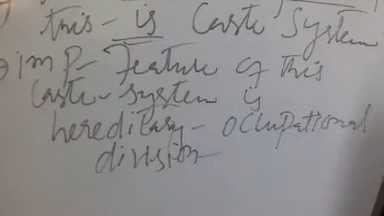 this - is Caste System
imp- Feature of this
Caste - System is
hereditary - occupational
division -